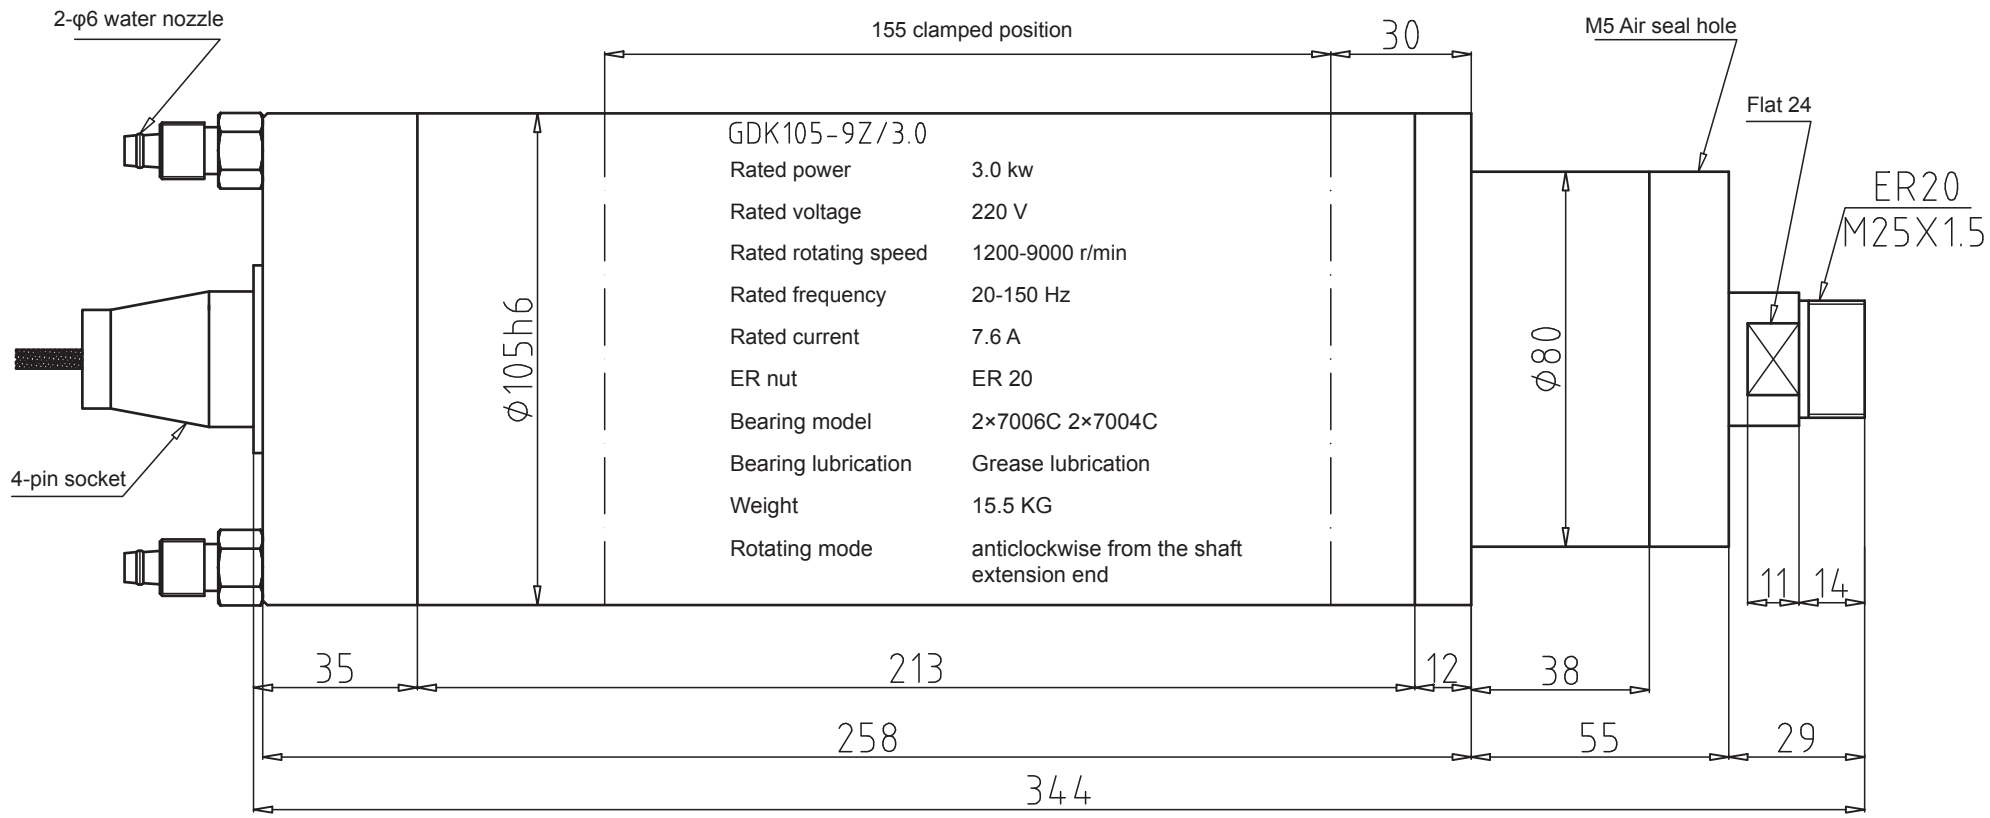 2-φ6 water nozzle
155 clamped position
30
M5 Air seal hole
Flat 24
GDK105-9Z/3.0
Rated power 3.0 kw
Rated voltage 220 V
Rated rotating speed 1200-9000 r/min
Rated frequency 20-150 Hz
Rated current 7.6 A
ER nut ER 20
Bearing model 2×7006C 2×7004C
Bearing lubrication Grease lubrication
Weight 15.5 KG
Rotating mode anticlockwise from the shaft
extension end
ER20
M25X1.5
φ105h6
φ80
4-pin socket
11
14
35
213
12
38
258
55
29
344